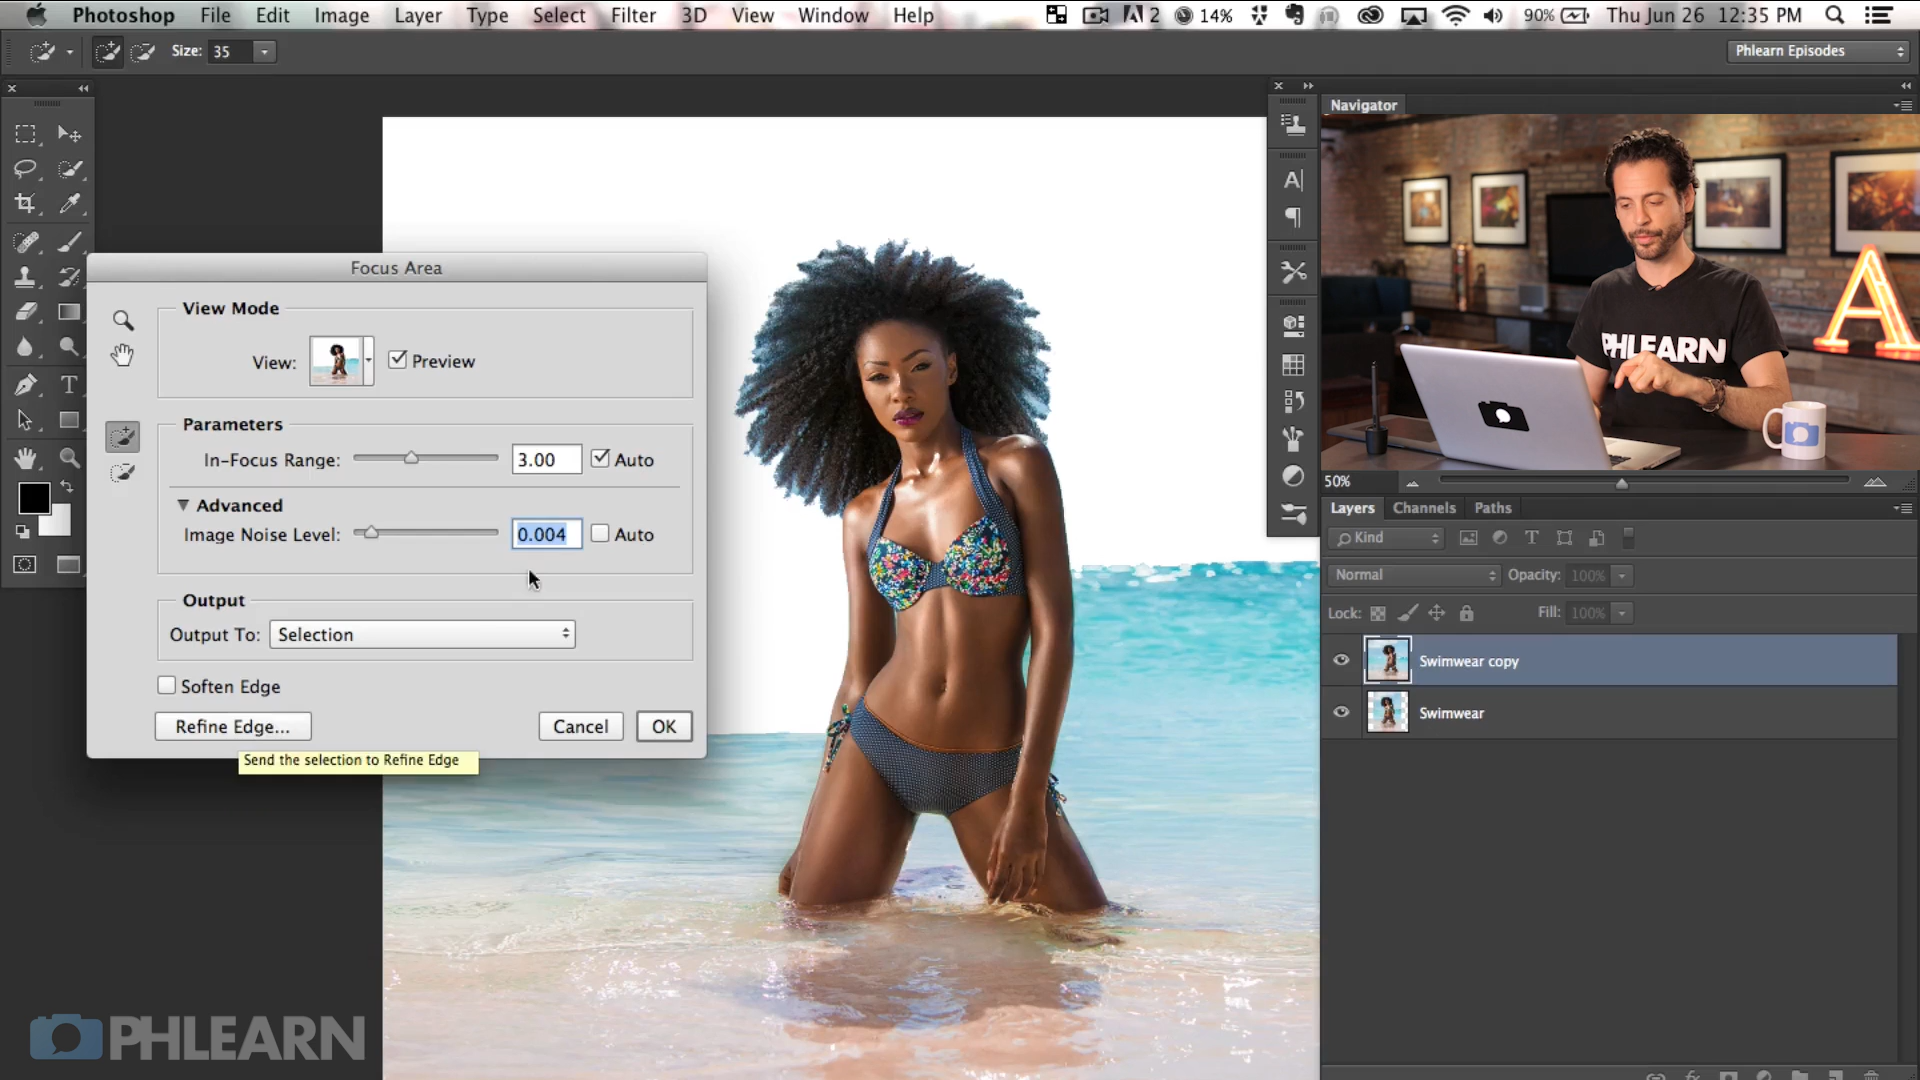 Photoshop File Edit Image Layer Type Select Filter 3D View Window Help 2 14% 90% Thu Jun 26 12:35 PM
Size: 35 Phlearn Episodes
Navigator
PHLEARN
A
50%
Focus Area
View Mode
View: Preview
Parameters
In-Focus Range: 3.00 Auto
Advanced
Image Noise Level: 0.004 Auto
Output
Output To: Selection
Soften Edge
Refine Edge... Cancel OK
Send the selection to Refine Edge
Layers Channels Paths
Kind
Normal Opacity: 100%
Lock: Fill: 100%
Swimwear copy
Swimwear
PHLEARN